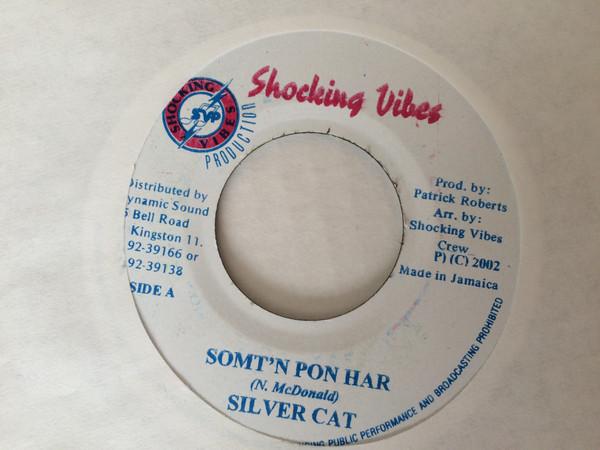 Shocking Vibes
SHOCKING
SVP
VIBES
PRODUCTION
Distributed by
ynamic Sound
5 Bell Road
Kingston 11.
92-39166 or
92-39138
SIDE A
Prod. by:
Patrick Roberts
Arr. by:
Shocking Vibes
Crew
P) (C) 2002
Made in Jamaica
SOMT'N PON HAR
(N. McDonald)
SILVER CAT
PUBLIC PERFORMANCE AND BROADCASTING PROHIBITED